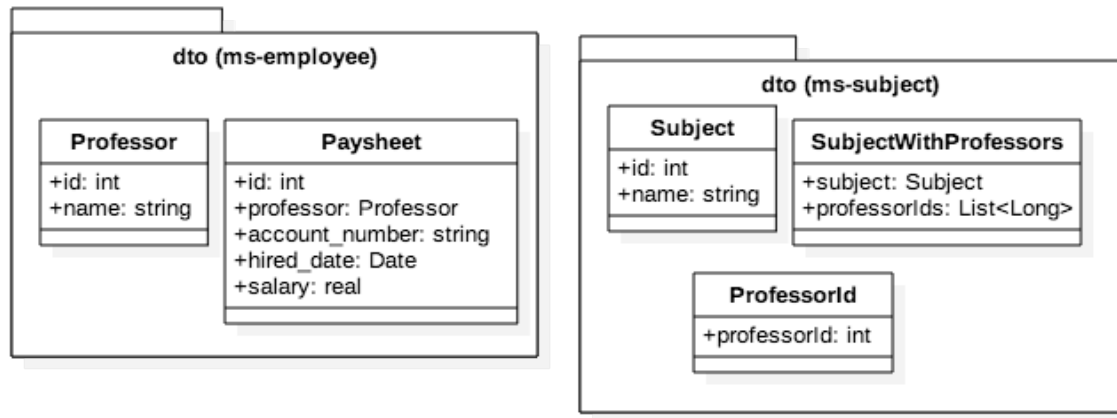 dto (ms-employee)
Professor
+id: int
+name: string
Paysheet
+id: int
+professor: Professor
+account_number: string
+hired_date: Date
+salary: real
dto (ms-subject)
Subject
+id: int
+name: string
SubjectWithProfessors
+subject: Subject
+professorIds: List<Long>
ProfessorId
+professorId: int